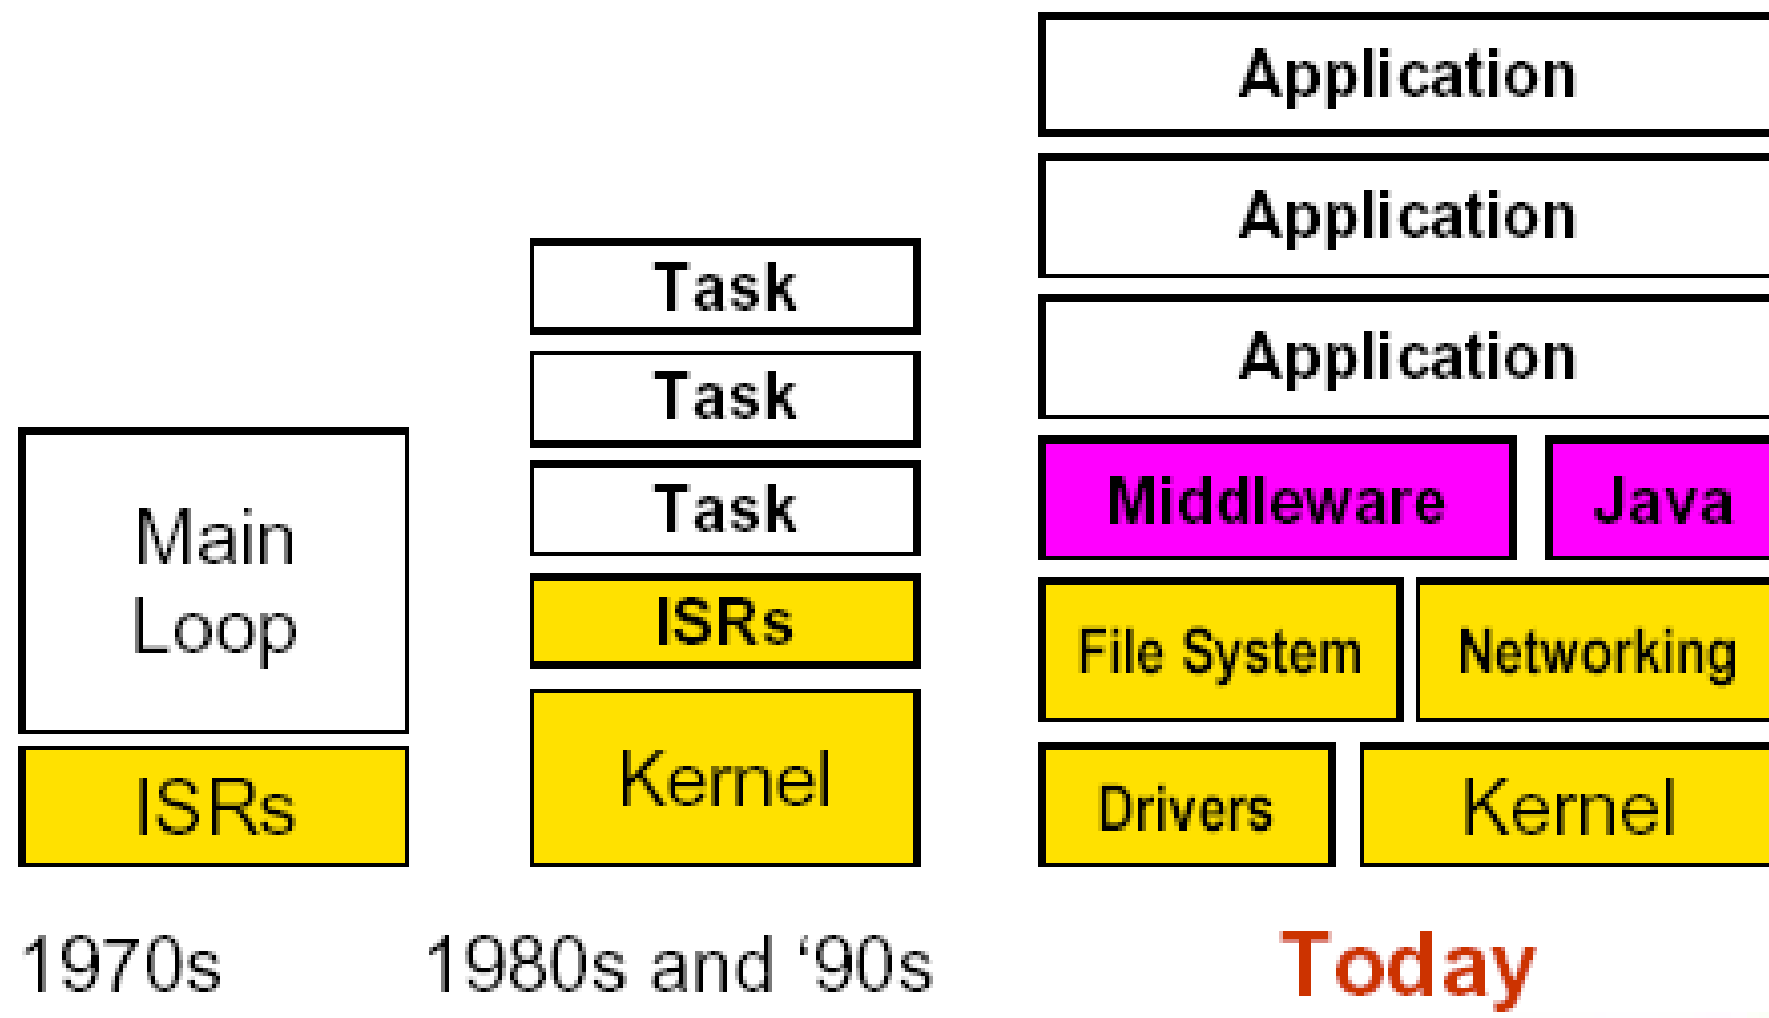 Main
Loop
ISRs
1970s
Task
Task
Task
ISRs
Kernel
1980s and ‘90s
Application
Application
Application
Middleware Java
File System Networking
Drivers Kernel
Today